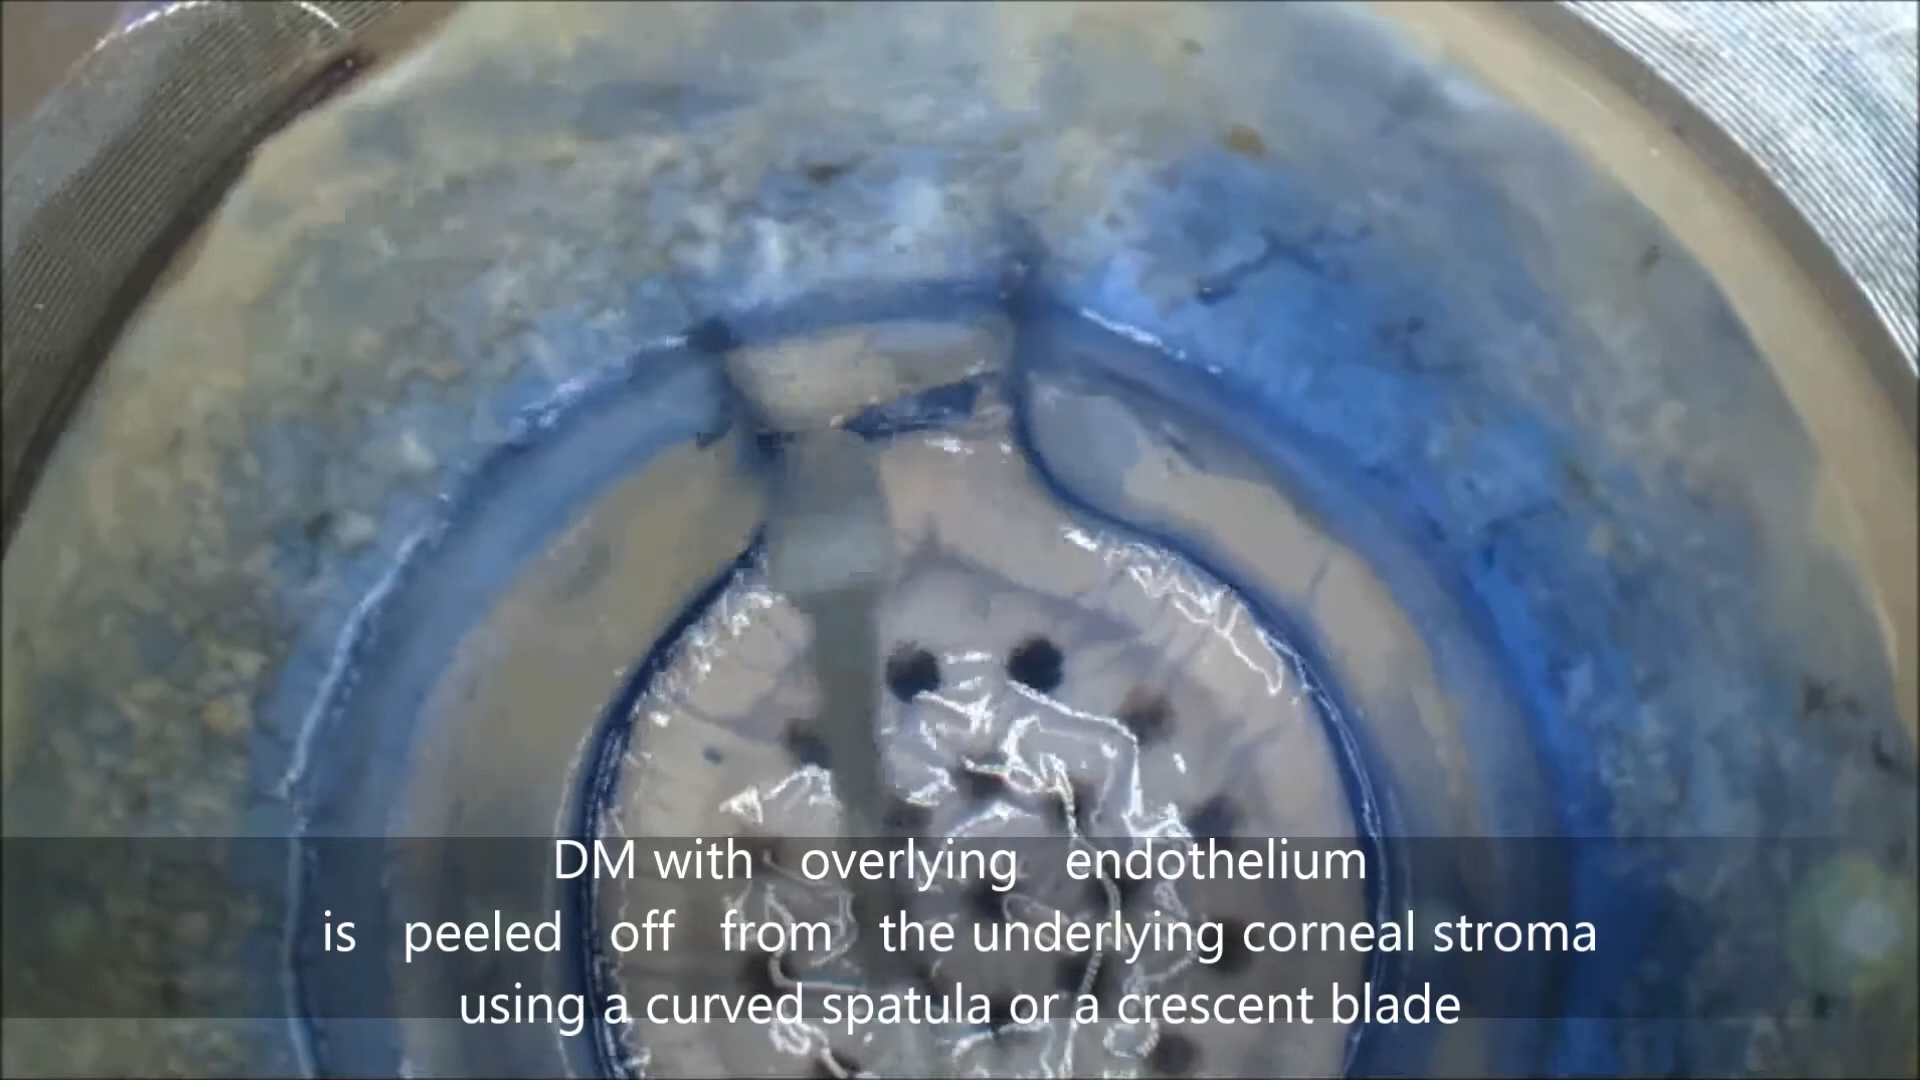 DM with overlying endothelium
is peeled off from the underlying corneal stroma
using a curved spatula or a crescent blade